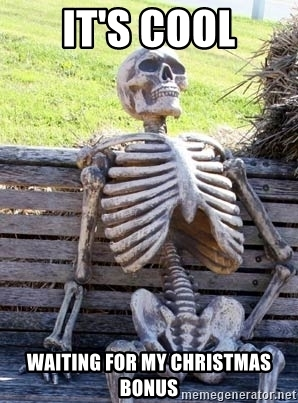 IT'S COOL
WAITING FOR MY CHRISTMAS
BONUS
memegenerator.net